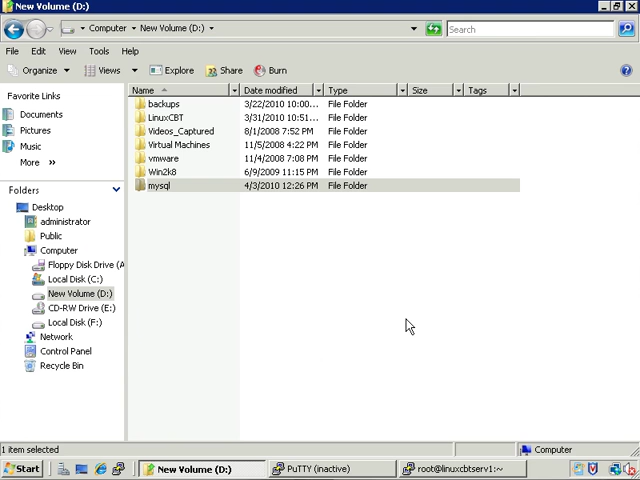 New Volume (D:)
Computer ▸ New Volume (D:) ▸
Search
File Edit View Tools Help
Organize Views Explore Share Burn
Favorite Links
Documents
Pictures
Music
More »
Folders
Desktop
administrator
Public
Computer
Floppy Disk Drive (A
Local Disk (C:)
New Volume (D:)
CD-RW Drive (E:)
Local Disk (F:)
Network
Control Panel
Recycle Bin
Name Date modified Type Size Tags
backups 3/22/2010 10:00... File Folder
LinuxCBT 3/31/2010 10:51... File Folder
Videos_Captured 8/1/2008 7:52 PM File Folder
Virtual Machines 11/5/2008 4:22 PM File Folder
vmware 11/4/2008 7:08 PM File Folder
Win2k8 6/9/2009 11:15 PM File Folder
mysql 4/3/2010 12:26 PM File Folder
1 item selected Computer
Start New Volume (D:) PuTTY (inactive) root@linuxcbtserv1:~